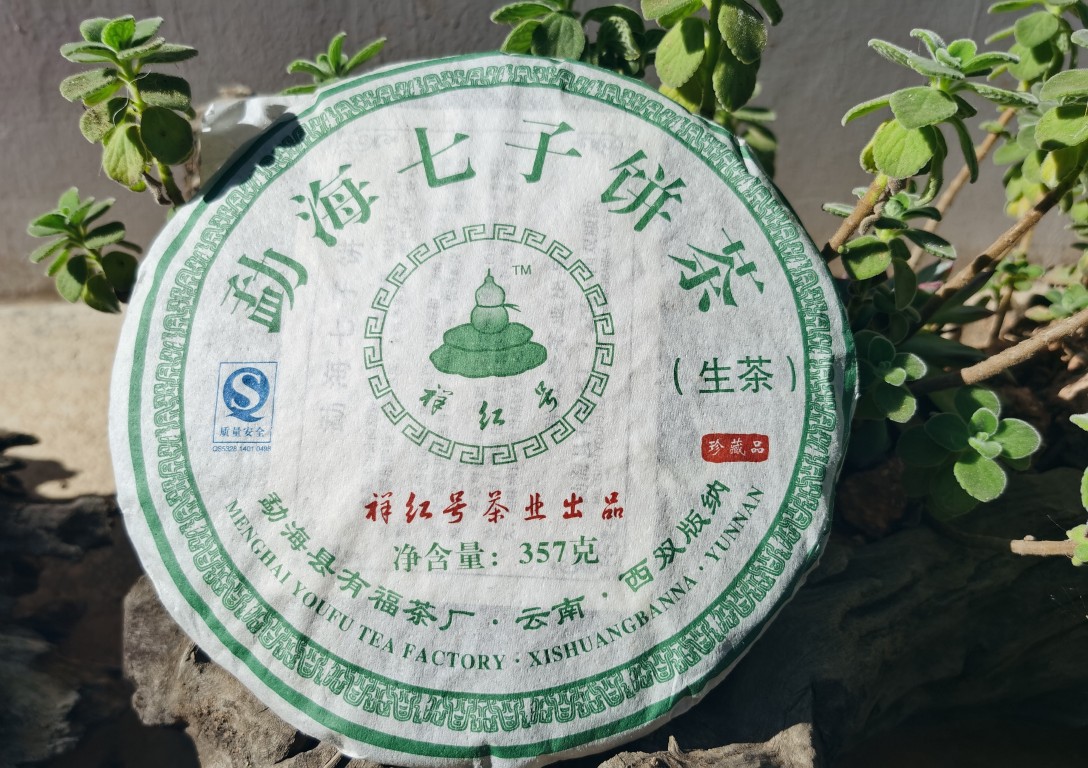 勐海七子饼茶
TM
祥红号
(生茶)
质量安全
QS5328 1401 0498
珍藏品
祥红号茶业出品
净含量：357克
勐海县有福茶厂·云南·西双版纳
MENGHAI YOUFU TEA FACTORY · XISHUANGBANNA · YUNNAN